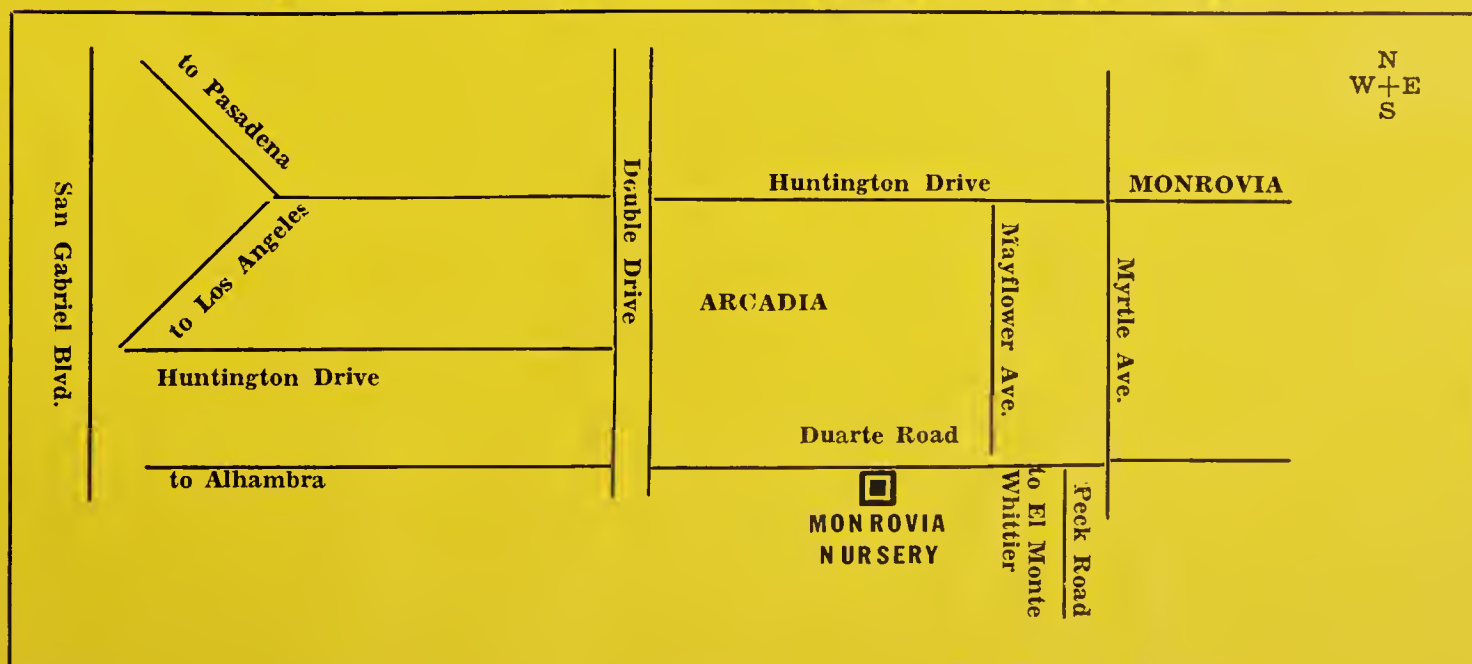 N
W+E
S
to Pasadena
San Gabriel Blvd.
to Los Angeles
Huntington Drive
to Alhambra
Double Drive
Huntington Drive
MONROVIA
ARCADIA
Mayflower Ave.
Myrtle Ave.
Duarte Road
MONROVIA
NURSERY
to El Monte
Whittier
Peck Road